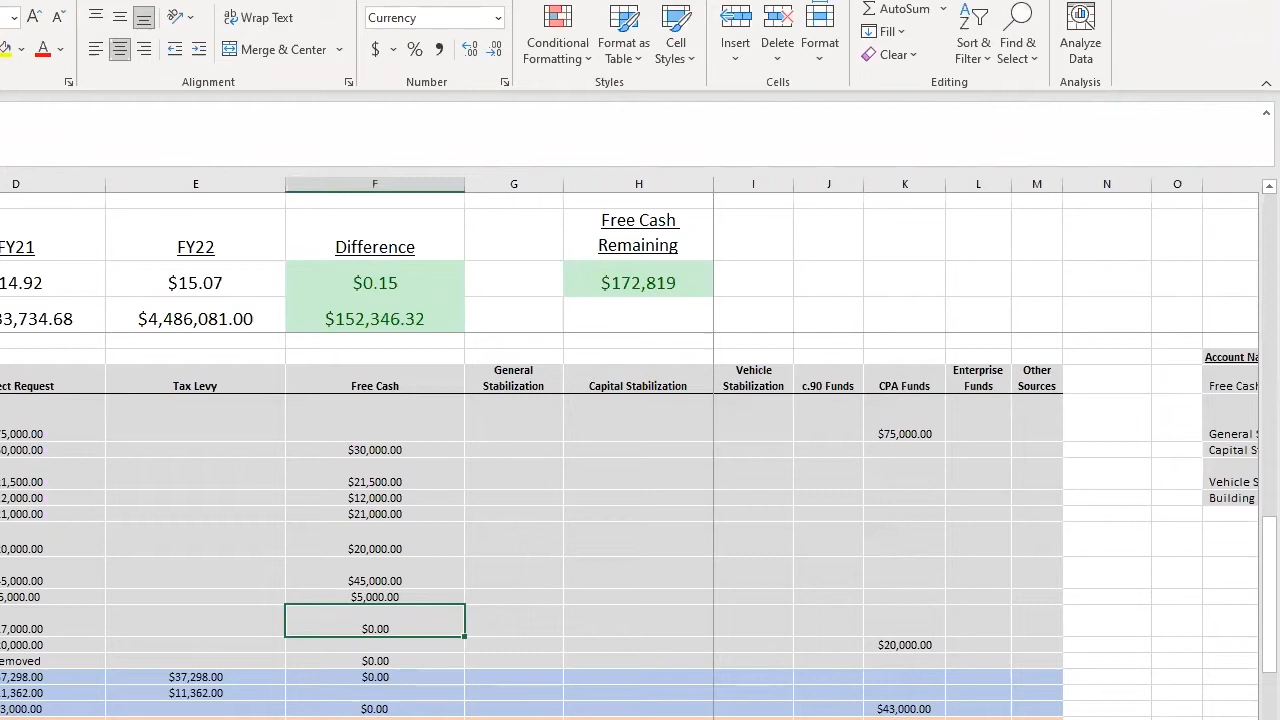 Wrap Text
Merge & Center
Alignment
Currency
$ % ,
Number
Conditional Formatting
Format as Table
Cell Styles
Styles
Insert
Delete
Format
Cells
AutoSum
Fill
Clear
Sort & Filter
Find & Select
Editing
Analyze Data
Analysis
D E F G H I J K L M N O
FY21 FY22 Difference Free Cash Remaining
14.92 $15.07 $0.15 $172,819
33,734.68 $4,486,081.00 $152,346.32
Account Na
ect Request Tax Levy Free Cash General Stabilization Capital Stabilization Vehicle Stabilization c.90 Funds CPA Funds Enterprise Funds Other Sources Free Cash
75,000.00 $75,000.00 General S
0,000.00 $30,000.00 Capital S
1,500.00 $21,500.00 Vehicle S
2,000.00 $12,000.00 Building
1,000.00 $21,000.00
20,000.00 $20,000.00
5,000.00 $45,000.00
5,000.00 $5,000.00
7,000.00 $0.00
0,000.00 $20,000.00
emoved $0.00
7,298.00 $37,298.00 $0.00
1,362.00 $11,362.00
3,000.00 $0.00 $43,000.00